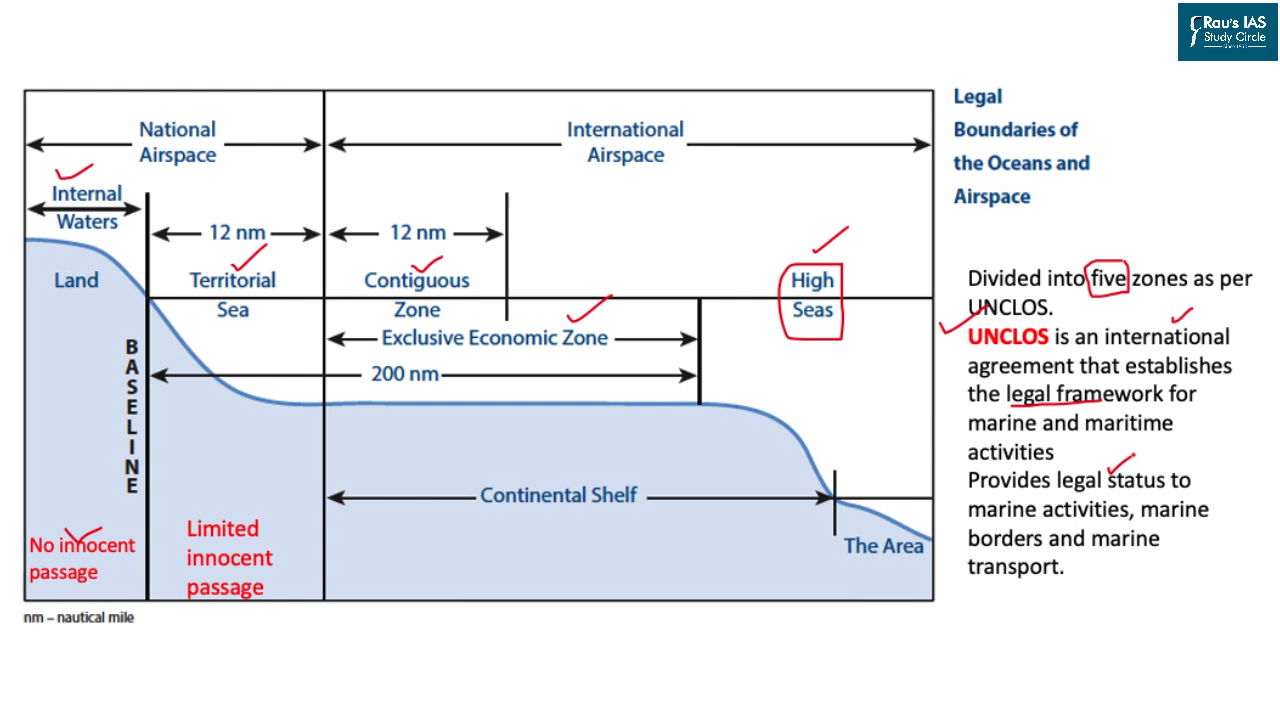 Rau's IAS
Study Circle
Legal
Boundaries of
the Oceans and
Airspace
National
Airspace
International
Airspace
Internal
Waters
12 nm
12 nm
Land
Territorial
Sea
Contiguous
Zone
High
Seas
Exclusive Economic Zone
200 nm
BASELINE
Continental Shelf
The Area
No innocent
passage
Limited
innocent
passage
nm – nautical mile
Divided into five zones as per
UNCLOS.
UNCLOS is an international
agreement that establishes
the legal framework for
marine and maritime
activities
Provides legal status to
marine activities, marine
borders and marine
transport.